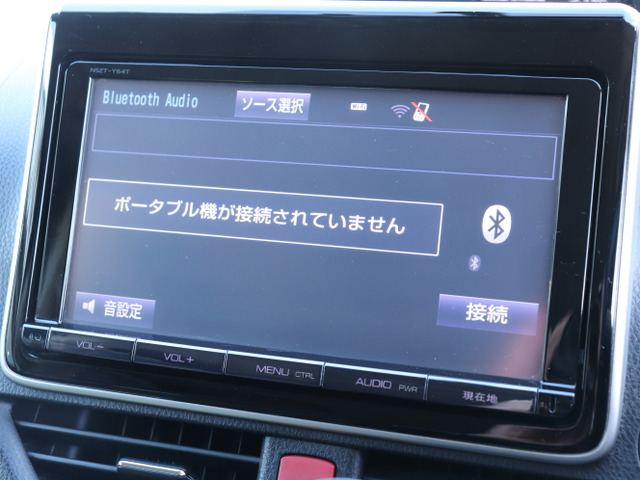 NSZT-Y64T
Bluetooth Audio
ソース選択
Wi-Fi
ポータブル機が接続されていません
音設定
接続
VOL−
VOL+
MENU CTRL
AUDIO PWR
現在地